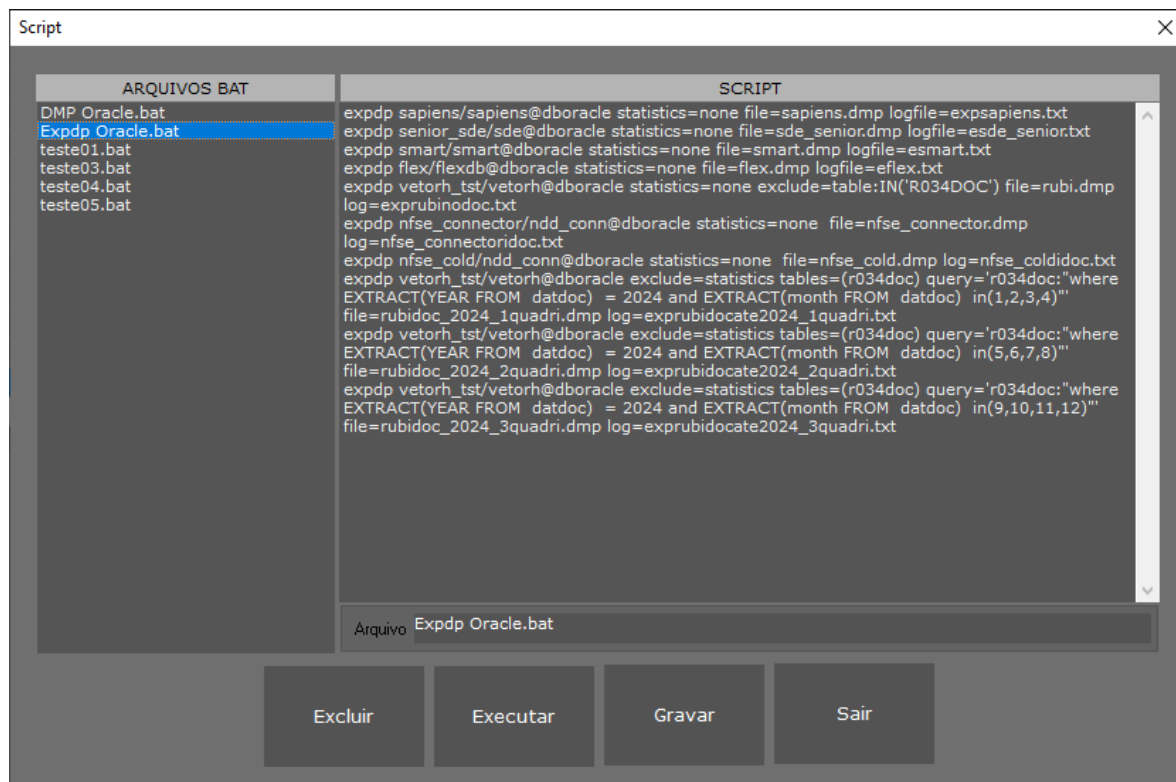 Script
ARQUIVOS BAT
DMP Oracle.bat
Expdp Oracle.bat
teste01.bat
teste03.bat
teste04.bat
teste05.bat
SCRIPT
expdp sapiens/sapiens@dboracle statistics=none file=sapiens.dmp logfile=expsapiens.txt
expdp senior_sde/sde@dboracle statistics=none file=sde_senior.dmp logfile=esde_senior.txt
expdp smart/smart@dboracle statistics=none file=smart.dmp logfile=esmart.txt
expdp flex/flexdb@dboracle statistics=none file=flex.dmp logfile=eflex.txt
expdp vetorh_tst/vetorh@dboracle statistics=none exclude=table:IN('R034DOC') file=rubi.dmp
log=exprubinodoc.txt
expdp nfse_connector/ndd_conn@dboracle statistics=none  file=nfse_connector.dmp
log=nfse_connectoridoc.txt
expdp nfse_cold/ndd_conn@dboracle statistics=none  file=nfse_cold.dmp log=nfse_coldidoc.txt
expdp vetorh_tst/vetorh@dboracle exclude=statistics tables=(r034doc) query='r034doc:"where
EXTRACT(YEAR FROM  datdoc)  = 2024 and EXTRACT(month FROM  datdoc)  in(1,2,3,4)"'
file=rubidoc_2024_1quadri.dmp log=exprubidocate2024_1quadri.txt
expdp vetorh_tst/vetorh@dboracle exclude=statistics tables=(r034doc) query='r034doc:"where
EXTRACT(YEAR FROM  datdoc)  = 2024 and EXTRACT(month FROM  datdoc)  in(5,6,7,8)"'
file=rubidoc_2024_2quadri.dmp log=exprubidocate2024_2quadri.txt
expdp vetorh_tst/vetorh@dboracle exclude=statistics tables=(r034doc) query='r034doc:"where
EXTRACT(YEAR FROM  datdoc)  = 2024 and EXTRACT(month FROM  datdoc)  in(9,10,11,12)"'
file=rubidoc_2024_3quadri.dmp log=exprubidocate2024_3quadri.txt
Arquivo Expdp Oracle.bat
Excluir Executar Gravar Sair